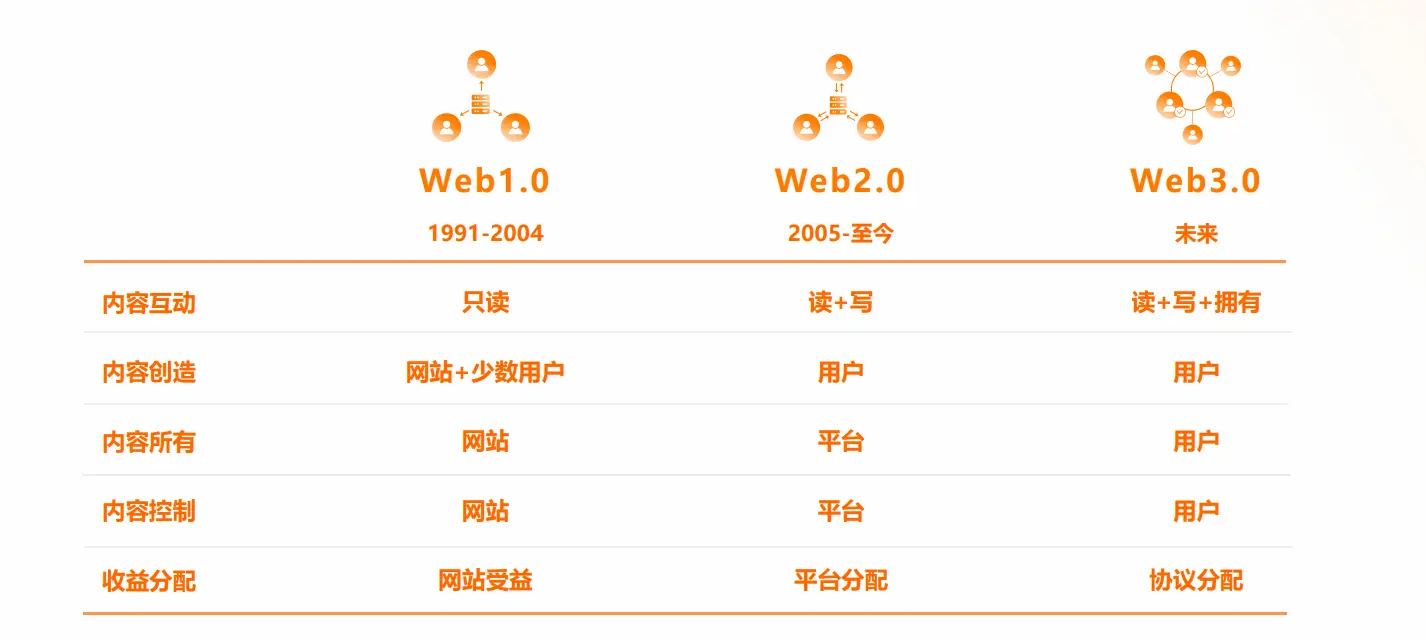 Web1.0 Web2.0 Web3.0
1991-2004 2005-至今 未来
内容互动 只读 读+写 读+写+拥有
内容创造 网站+少数用户 用户 用户
内容所有 网站 平台 用户
内容控制 网站 平台 用户
收益分配 网站受益 平台分配 协议分配